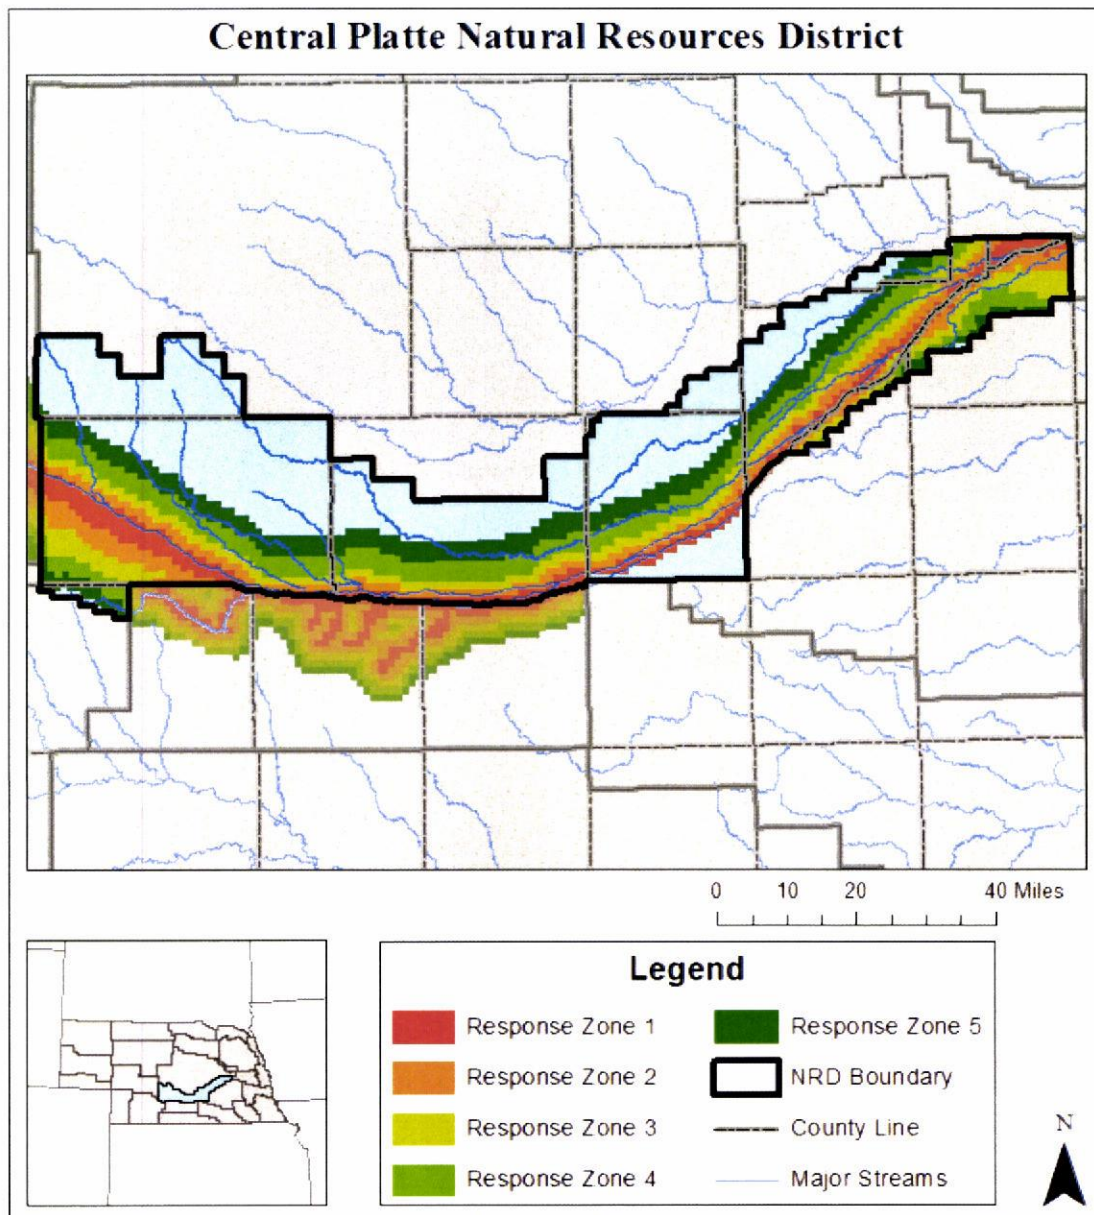 Central Platte Natural Resources District
0 10 20 40 Miles
Legend
Response Zone 1
Response Zone 2
Response Zone 3
Response Zone 4
Response Zone 5
NRD Boundary
County Line
Major Streams
N